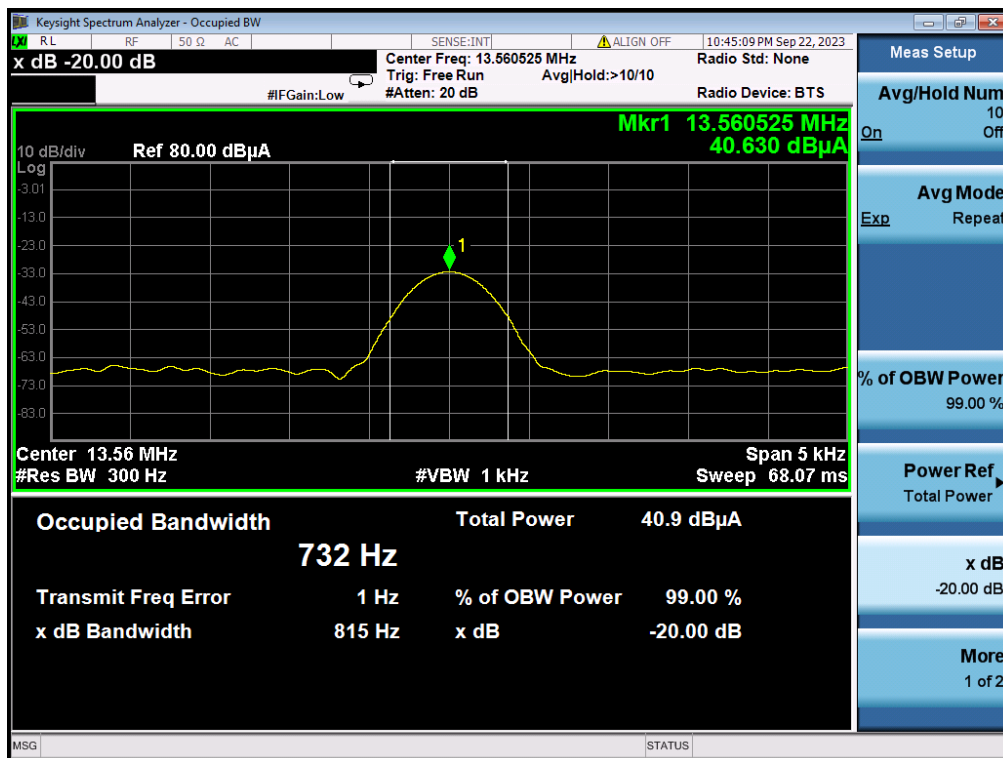 Keysight Spectrum Analyzer - Occupied BW
LXI RL RF 50 Ω AC SENSE:INT ALIGN OFF 10:45:09 PM Sep 22, 2023
x dB -20.00 dB
Center Freq: 13.560525 MHz Radio Std: None
Trig: Free Run Avg|Hold:>10/10
#IFGain:Low #Atten: 20 dB Radio Device: BTS
Mkr1 13.560525 MHz
40.630 dBµA
10 dB/div Ref 80.00 dBµA
Log
-3.01
-13.0
-23.0
1
-33.0
-43.0
-53.0
-63.0
-73.0
-83.0
Center 13.56 MHz Span 5 kHz
#Res BW 300 Hz #VBW 1 kHz Sweep 68.07 ms
Occupied Bandwidth Total Power 40.9 dBµA
732 Hz
Transmit Freq Error 1 Hz % of OBW Power 99.00 %
x dB Bandwidth 815 Hz x dB -20.00 dB
Meas Setup
Avg/Hold Num
10
On Off
Avg Mode
Exp Repeat
% of OBW Power
99.00 %
Power Ref
Total Power
x dB
-20.00 dB
More
1 of 2
MSG STATUS